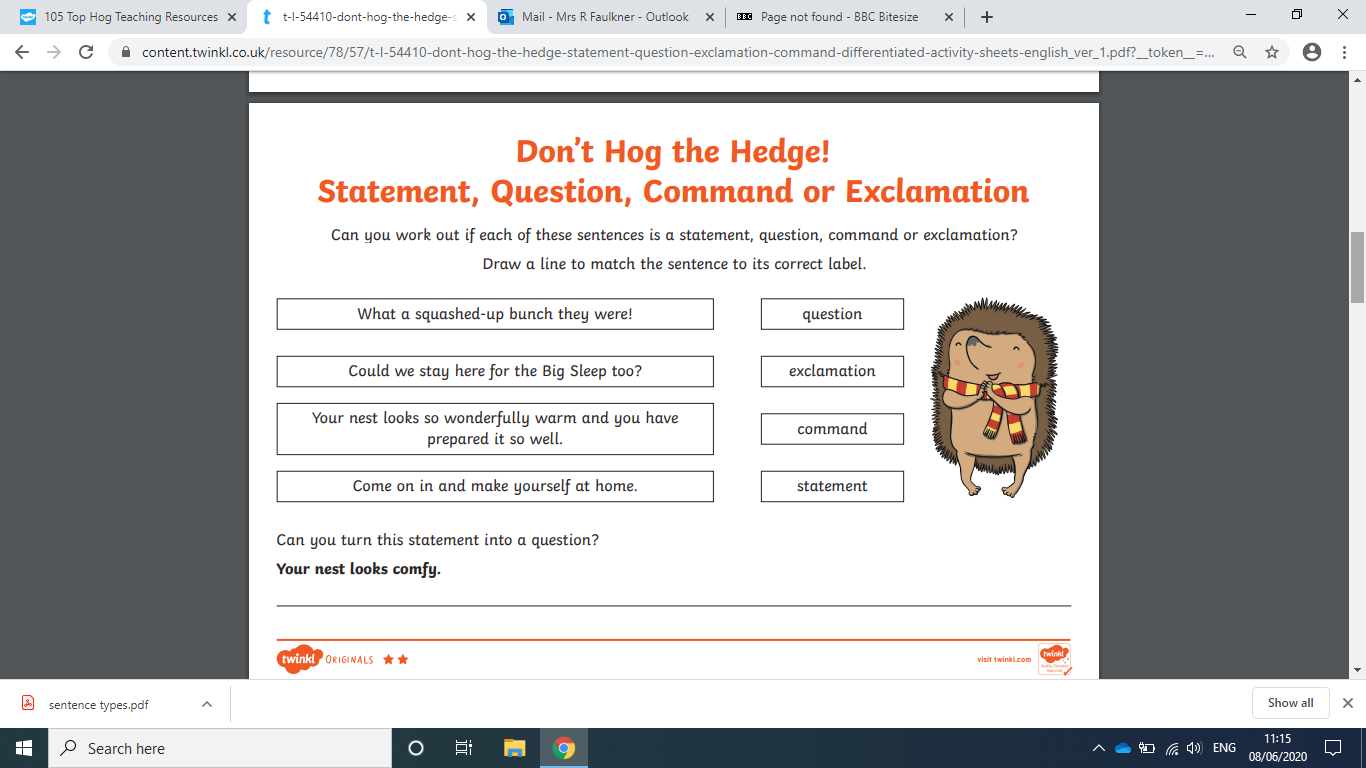 105 Top Hog Teaching Resources
t-l-54410-dont-hog-the-hedge-s
Mail - Mrs R Faulkner - Outlook
BBC Page not found - BBC Bitesize
content.twinkl.co.uk/resource/78/57/t-l-54410-dont-hog-the-hedge-statement-question-exclamation-command-differentiated-activity-sheets-english_ver_1.pdf?__token__=...
Don't Hog the Hedge!
Statement, Question, Command or Exclamation
Can you work out if each of these sentences is a statement, question, command or exclamation?
Draw a line to match the sentence to its correct label.
What a squashed-up bunch they were!
question
Could we stay here for the Big Sleep too?
exclamation
Your nest looks so wonderfully warm and you have
prepared it so well.
command
Come on in and make yourself at home.
statement
Can you turn this statement into a question?
Your nest looks comfy.
twinkl ORIGINALS
visit twinkl.com
twinkl
Quality Standard
Approved
sentence types.pdf
Show all
Search here
ENG
11:15
08/06/2020